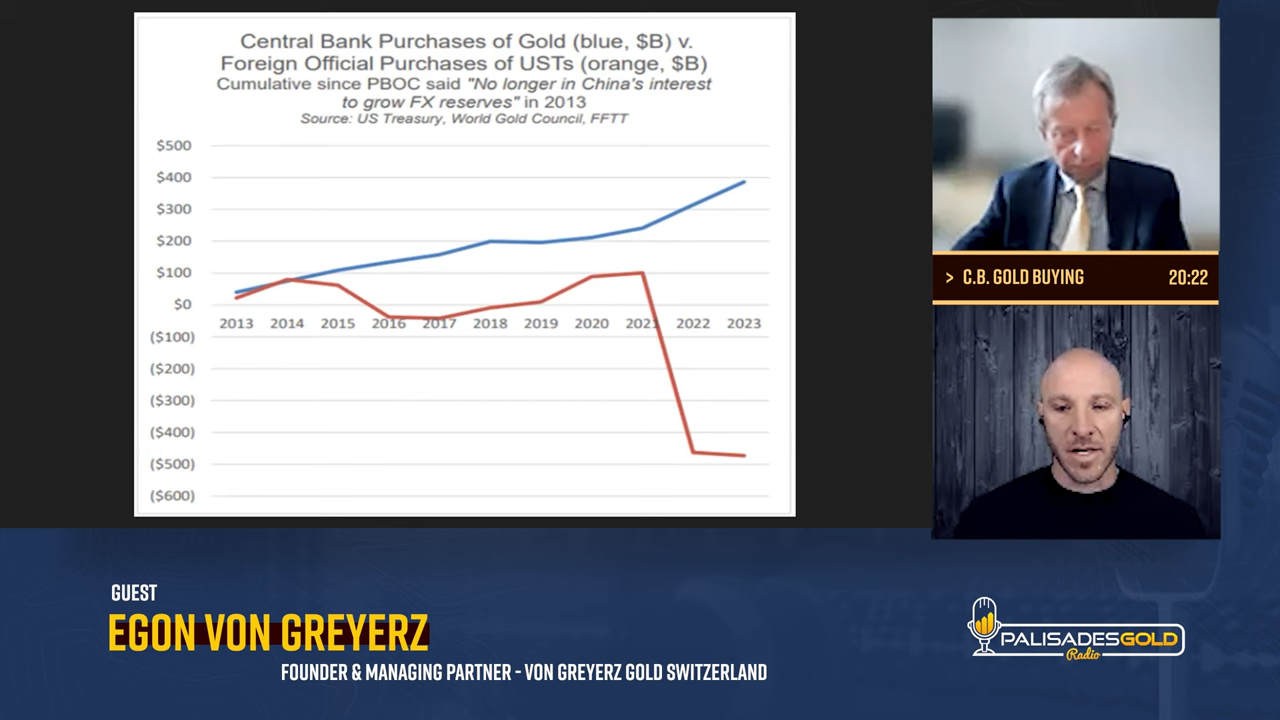 Central Bank Purchases of Gold (blue, $B) v.
Foreign Official Purchases of USTs (orange, $B)
Cumulative since PBOC said "No longer in China's interest
to grow FX reserves" in 2013
Source: US Treasury, World Gold Council, FFTT
$500
$400
$300
$200
$100
$0
2013 2014 2015 2016 2017 2018 2019 2020 2021 2022 2023
($100)
($200)
($300)
($400)
($500)
($600)
> C.B. GOLD BUYING 20:22
GUEST
EGON VON GREYERZ
FOUNDER & MANAGING PARTNER - VON GREYERZ GOLD SWITZERLAND
PALISADESGOLD
Radio